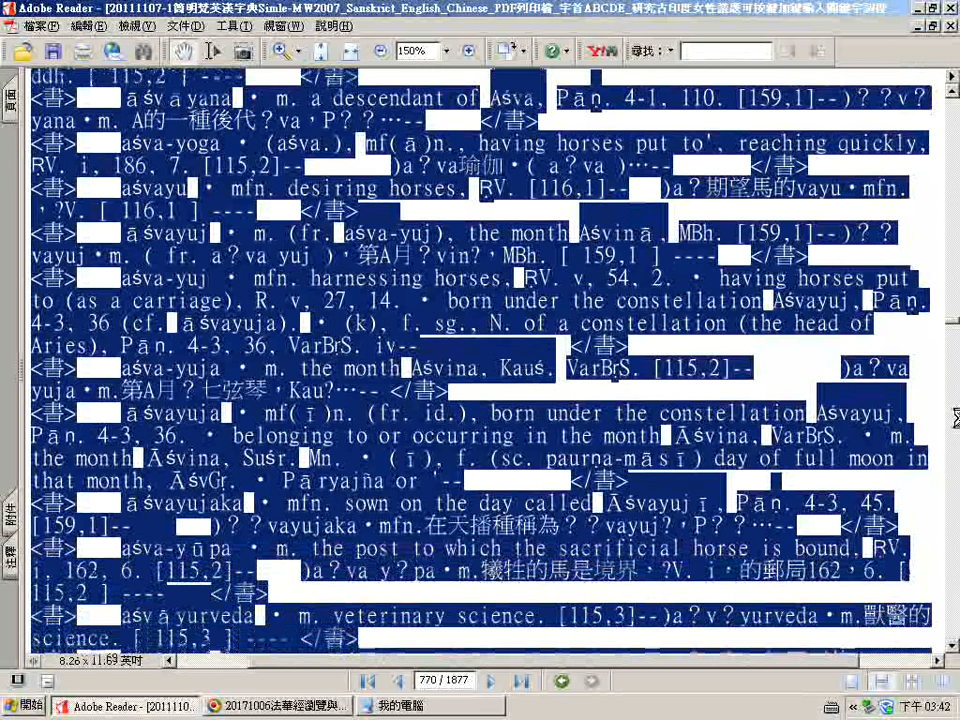 Adobe Reader - [20111107-1簡明梵英漢字典Simle-MW2007_Sanskrict_English_Chinese_PDF列印檔_字首ABCDE_研究古印度女性議題可按
檔案(F) 編輯(E) 檢視(V) 文件(D) 工具(T) 視窗(W) 說明(H)
150% 尋找：
頁面
附件
註釋
ddh. [ 115,2 ] ---- </書>
<書> āśvāyana • m. a descendant of Aśva, Pāṇ. 4-1, 110. [159,1]--)？？v？
yana•m. A的一種後代？va，P？？…-- </書>
<書> aśva-yoga • (aśva.), mf(ā)n., having horses put to', reaching quickly,
RV. i, 186, 7. [115,2]-- )a？va瑜伽•( a？va )…-- </書>
<書> aśvayu • mfn. desiring horses, RV. [116,1]-- )a？期望馬的vayu•mfn.
，?V. [ 116,1 ] ---- </書>
<書> āśvayuj • m. (fr. aśva-yuj), the month Aśvinā, MBh. [159,1]--)？？
vayuj•m. ( fr. a？va yuj )，第A月？vin?，MBh. [ 159,1 ] ---- </書>
<書> aśva-yuj • mfn. harnessing horses, RV. v, 54, 2. • having horses put
to (as a carriage), R. v, 27, 14. • born under the constellation Aśvayuj, Pāṇ.
4-3, 36 (cf. āśvayuja). • (k), f. sg., N. of a constellation (the head of
Aries), Pāṇ. 4-3, 36, VarBṛS. iv-- </書>
<書> aśva-yuja • m. the month Aśvina, Kauś. VarBṛS. [115,2]-- )a？va
yuja•m.第A月？七弦琴，Kau?…-- </書>
<書> āśvayuja • mf(ī)n. (fr. id.), born under the constellation Aśvayuj,
Pāṇ. 4-3, 36. • belonging to or occurring in the month Āśvina, VarBṛS. • m.
the month Āśvina, Suśr. Mn. • (ī), f. (sc. paurṇa-māsī) day of full moon in
that month, ĀśvGṛ. • Pāryajña or '-- </書>
<書> āśvayujaka • mfn. sown on the day called Āśvayujī, Pāṇ. 4-3, 45.
[159,1]-- )？？vayujaka•mfn.在天播種稱為？？vayuj?，P？？…-- </書>
<書> aśva-yūpa • m. the post to which the sacrificial horse is bound, RV.
i, 162, 6. [115,2]-- )a？va y？pa•m.犧牲的馬是境界，?V. i，的郵局162，6. [
115,2 ] ---- </書>
<書> aśvāyurveda • m. veterinary science. [115,3]--)a？v？yurveda•m.獸醫的
science. [ 115,3 ] ---- </書>
8.26 x 11.69 英吋
770 / 1877
開始 Adobe Reader - [2011110... 20171006法華經瀏覽與... 我的電腦 下午 03:42